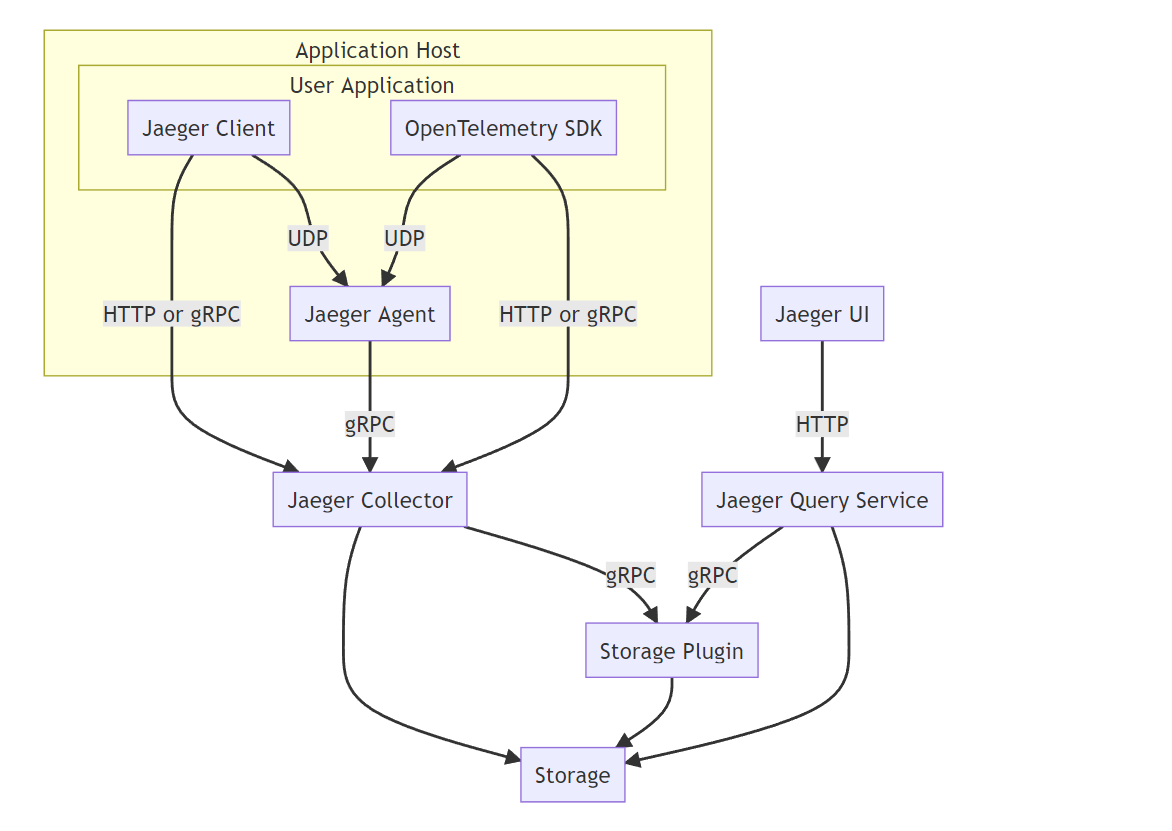 Application Host
User Application
Jaeger Client
OpenTelemetry SDK
UDP
UDP
HTTP or gRPC
Jaeger Agent
HTTP or gRPC
Jaeger UI
gRPC
HTTP
Jaeger Collector
Jaeger Query Service
gRPC
gRPC
Storage Plugin
Storage